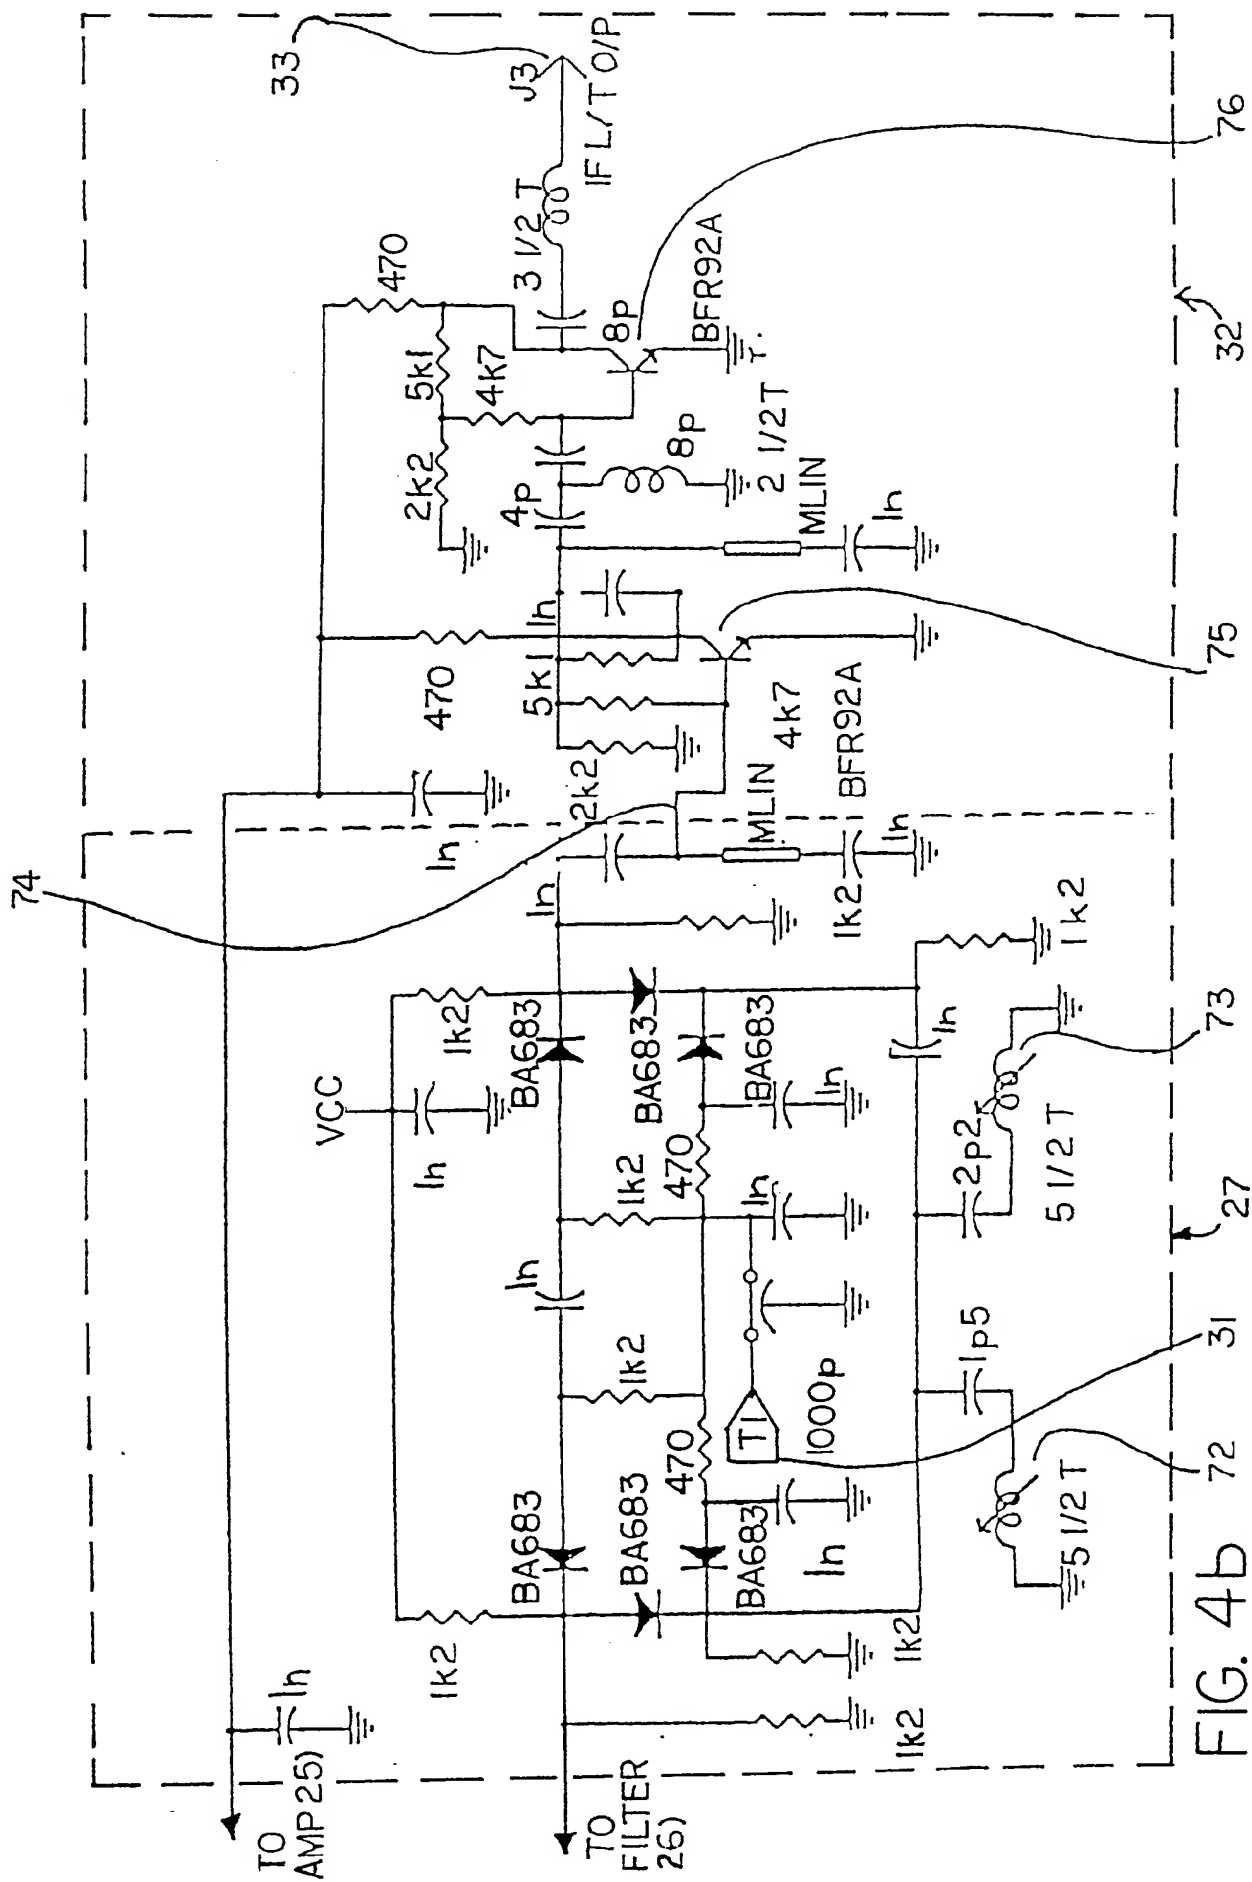 33
J3
IF L/T O/P
3 1/2 T
470
8p
BFR92A
76
32
5k1
4k7
2k2
4p
8p
2 1/2T
MLIN
1n
75
470
1n
5k1
4k7
BFR92A
2k2
MLIN
1n
74
1n
1n
1k2
1k2
VCC
1n
1k2
BA683
BA683
BA683
1n
1n
73
1n
1k2
470
1n
2p2
5 1/2 T
27
1k2
470
T1
1000p
1p5
31
72
5 1/2 T
BA683
BA683
BA683
1n
1k2
1k2
1k2
1n
TO
AMP 25)
TO
FILTER
26)
FIG. 4b